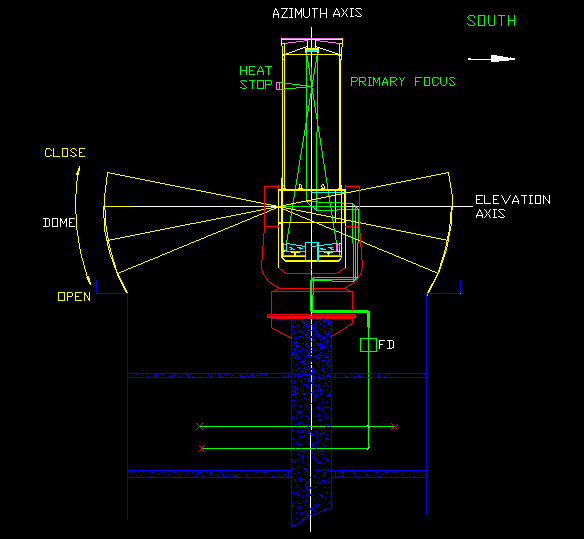 AZIMUTH AXIS
SOUTH
HEAT
STOP
PRIMARY FOCUS
CLOSE
ELEVATION
AXIS
DOME
OPEN
FD